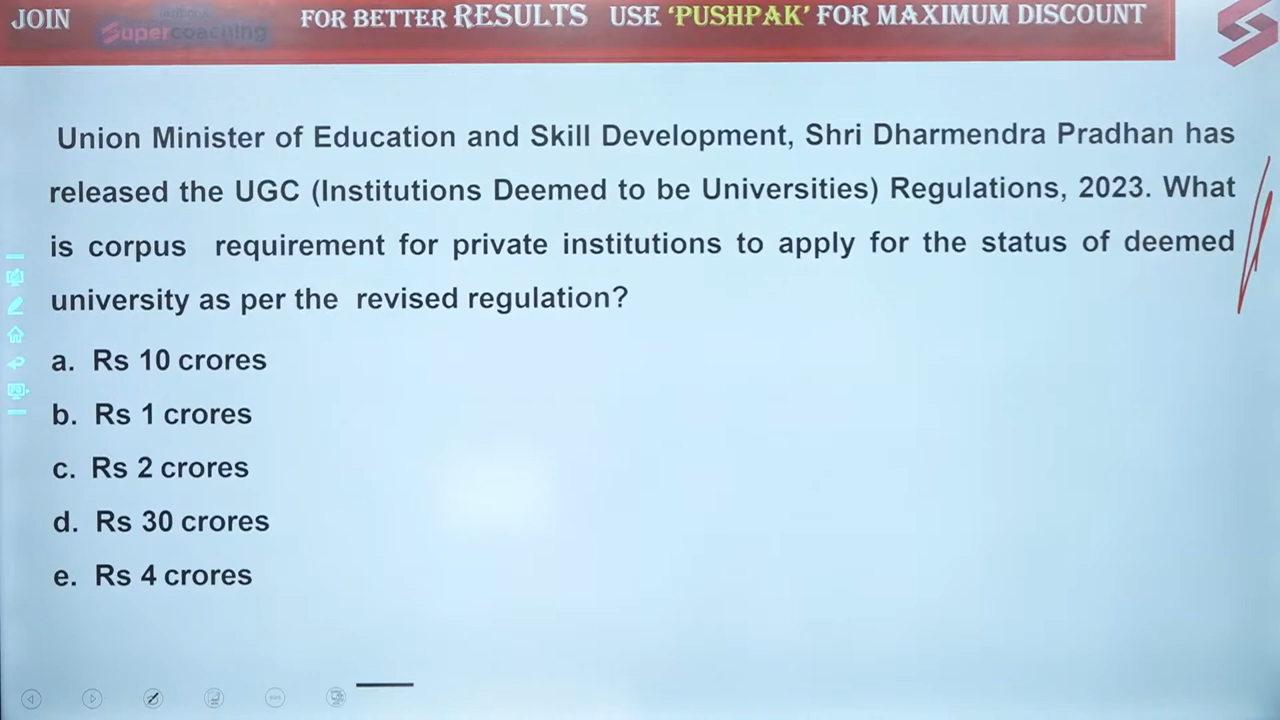 JOIN
testbook
Supercoaching
FOR BETTER RESULTS USE ‘PUSHPAK’ FOR MAXIMUM DISCOUNT
Union Minister of Education and Skill Development, Shri Dharmendra Pradhan has
released the UGC (Institutions Deemed to be Universities) Regulations, 2023. What
is corpus requirement for private institutions to apply for the status of deemed
university as per the revised regulation?
a. Rs 10 crores
b. Rs 1 crores
c. Rs 2 crores
d. Rs 30 crores
e. Rs 4 crores